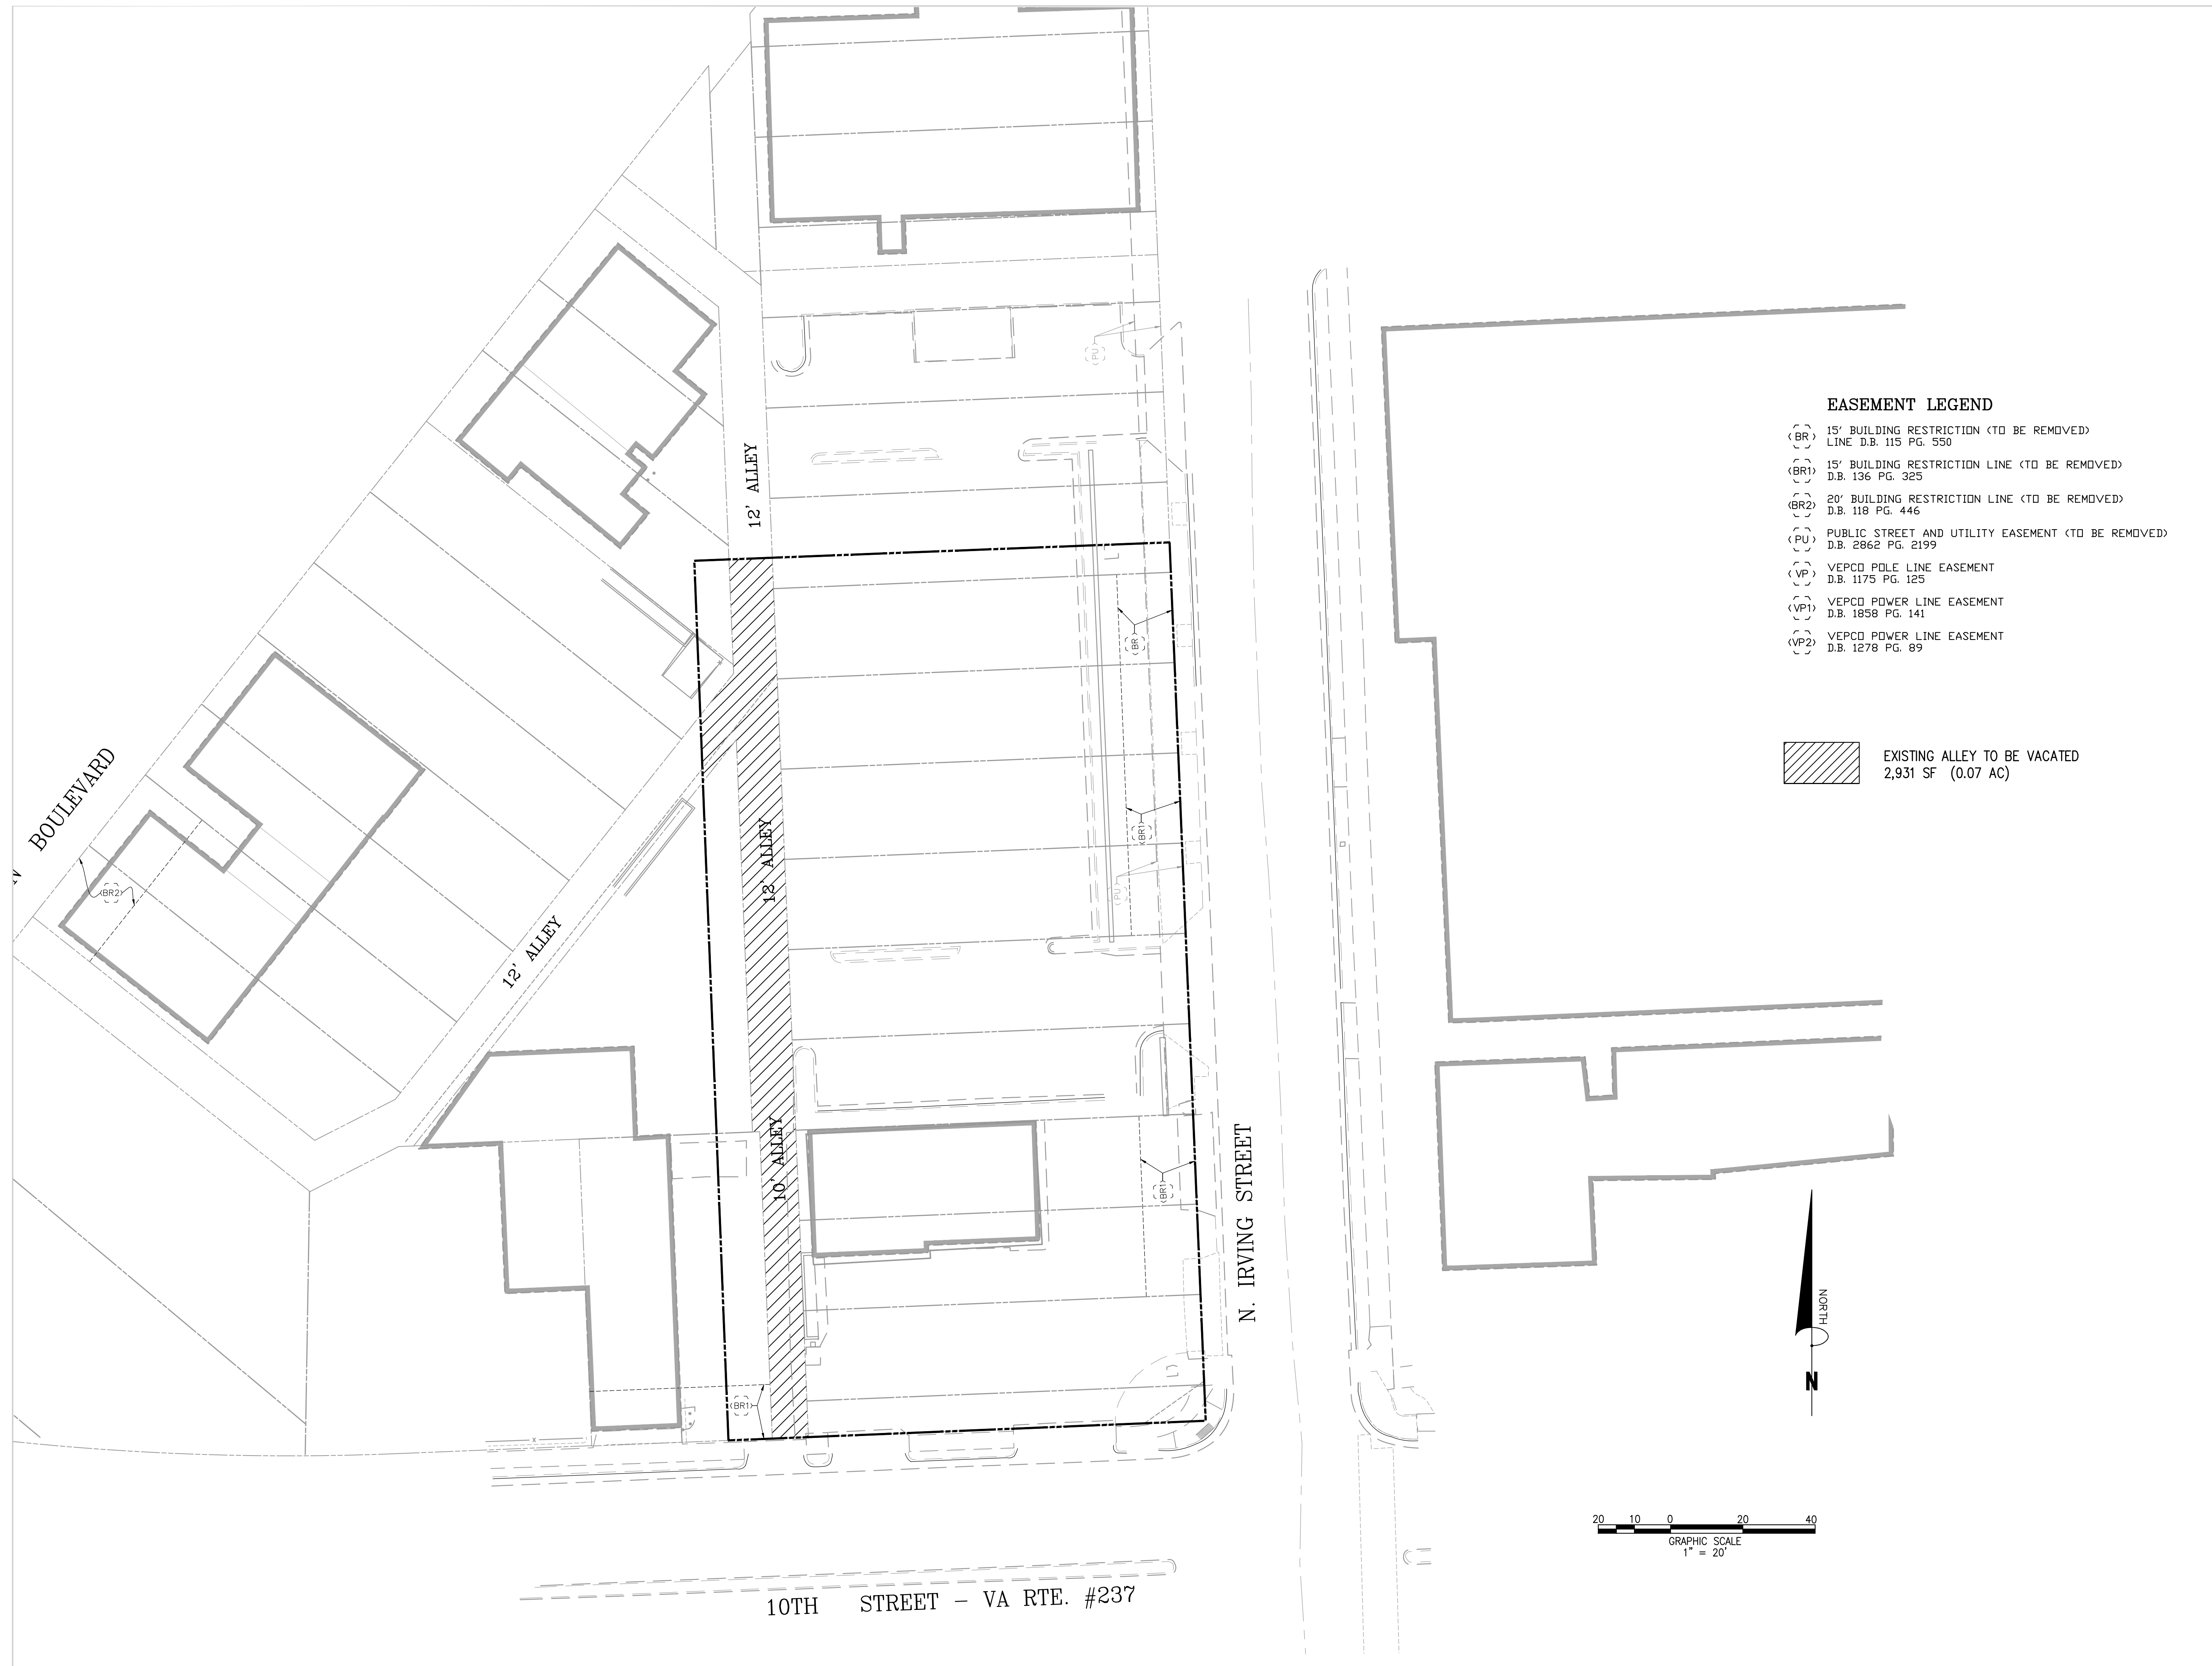 EASEMENT LEGEND
BR
15' BUILDING RESTRICTION (TO BE REMOVED)
LINE D.B. 115 PG. 550
BR1
15' BUILDING RESTRICTION LINE (TO BE REMOVED)
D.B. 136 PG. 325
BR2
20' BUILDING RESTRICTION LINE (TO BE REMOVED)
D.B. 118 PG. 446
PU
PUBLIC STREET AND UTILITY EASEMENT (TO BE REMOVED)
D.B. 2862 PG. 2199
VP
VEPCO POLE LINE EASEMENT
D.B. 1175 PG. 125
VP1
VEPCO POWER LINE EASEMENT
D.B. 1858 PG. 141
VP2
VEPCO POWER LINE EASEMENT
D.B. 1278 PG. 89
EXISTING ALLEY TO BE VACATED
2,931 SF (0.07 AC)
PU
12' ALLEY
BR
BOULEVARD
N
BR2
12' ALLEY
BR1
PU
12' ALLEY
10' ALLEY
BR1
N. IRVING STREET
BR1
NORTH
N
20 10 0 20 40
GRAPHIC SCALE
1" = 20'
10TH STREET - VA RTE. #237